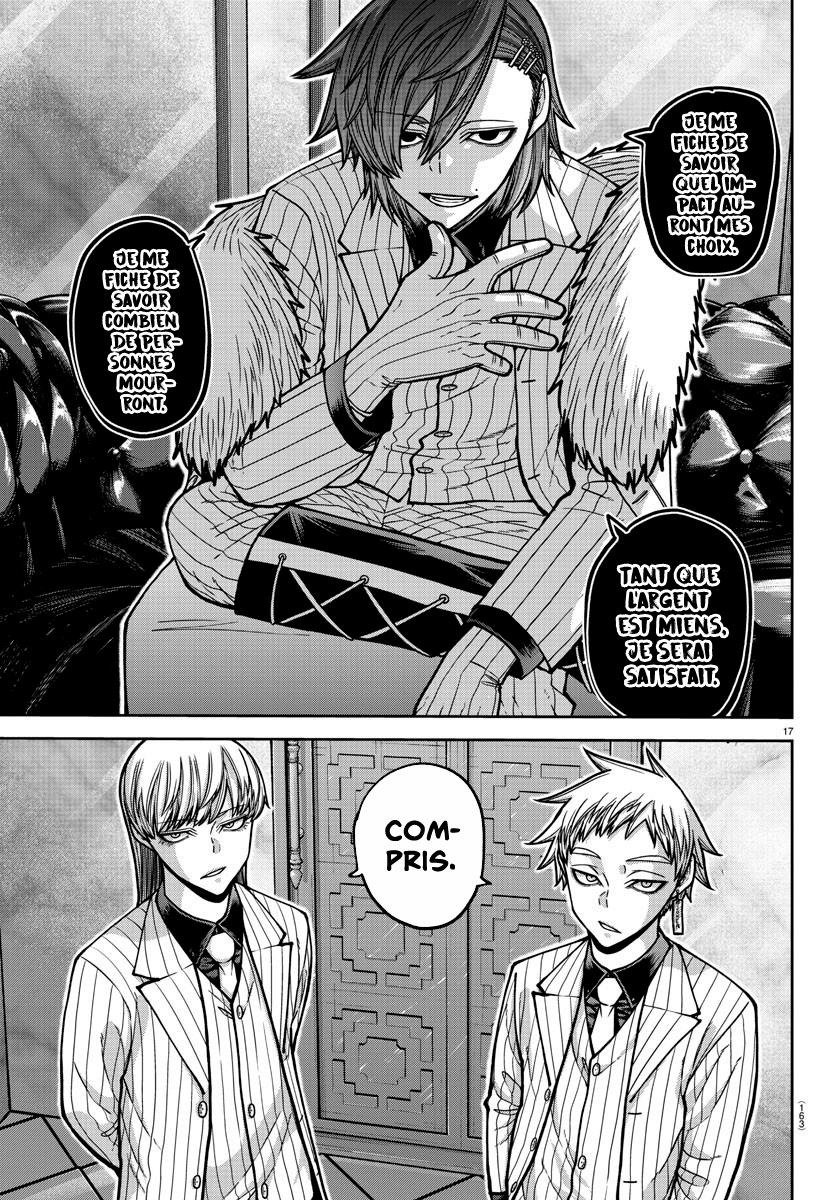 JE ME
FICHE DE
SAVOIR
QUEL IM-
PACT AU-
RONT MES
CHOIX.
JE ME
FICHE DE
SAVOIR
COMBIEN
DE PER-
SONNES
MOUR-
RONT.
TANT QUE
L'ARGENT
EST MIENS,
JE SERAI
SATISFAIT.
17
COM-
PRIS.
(163)